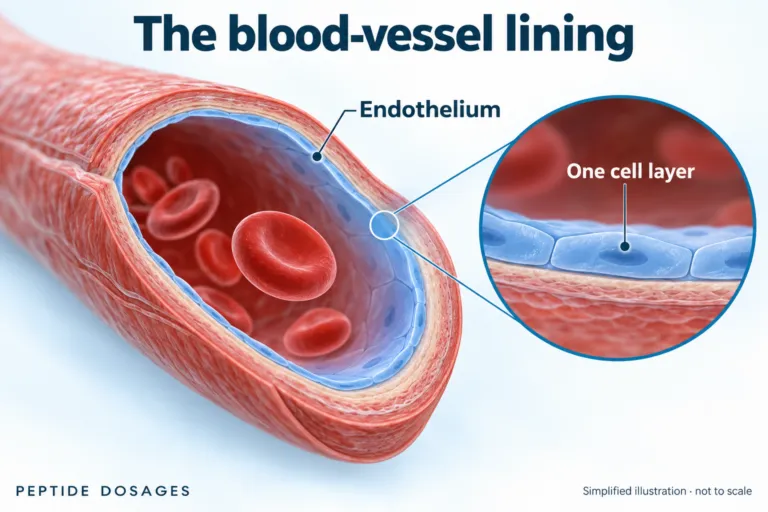 The blood-vessel lining
Endothelium
One cell layer
PEPTIDE DOSAGES
Simplified illustration · not to scale